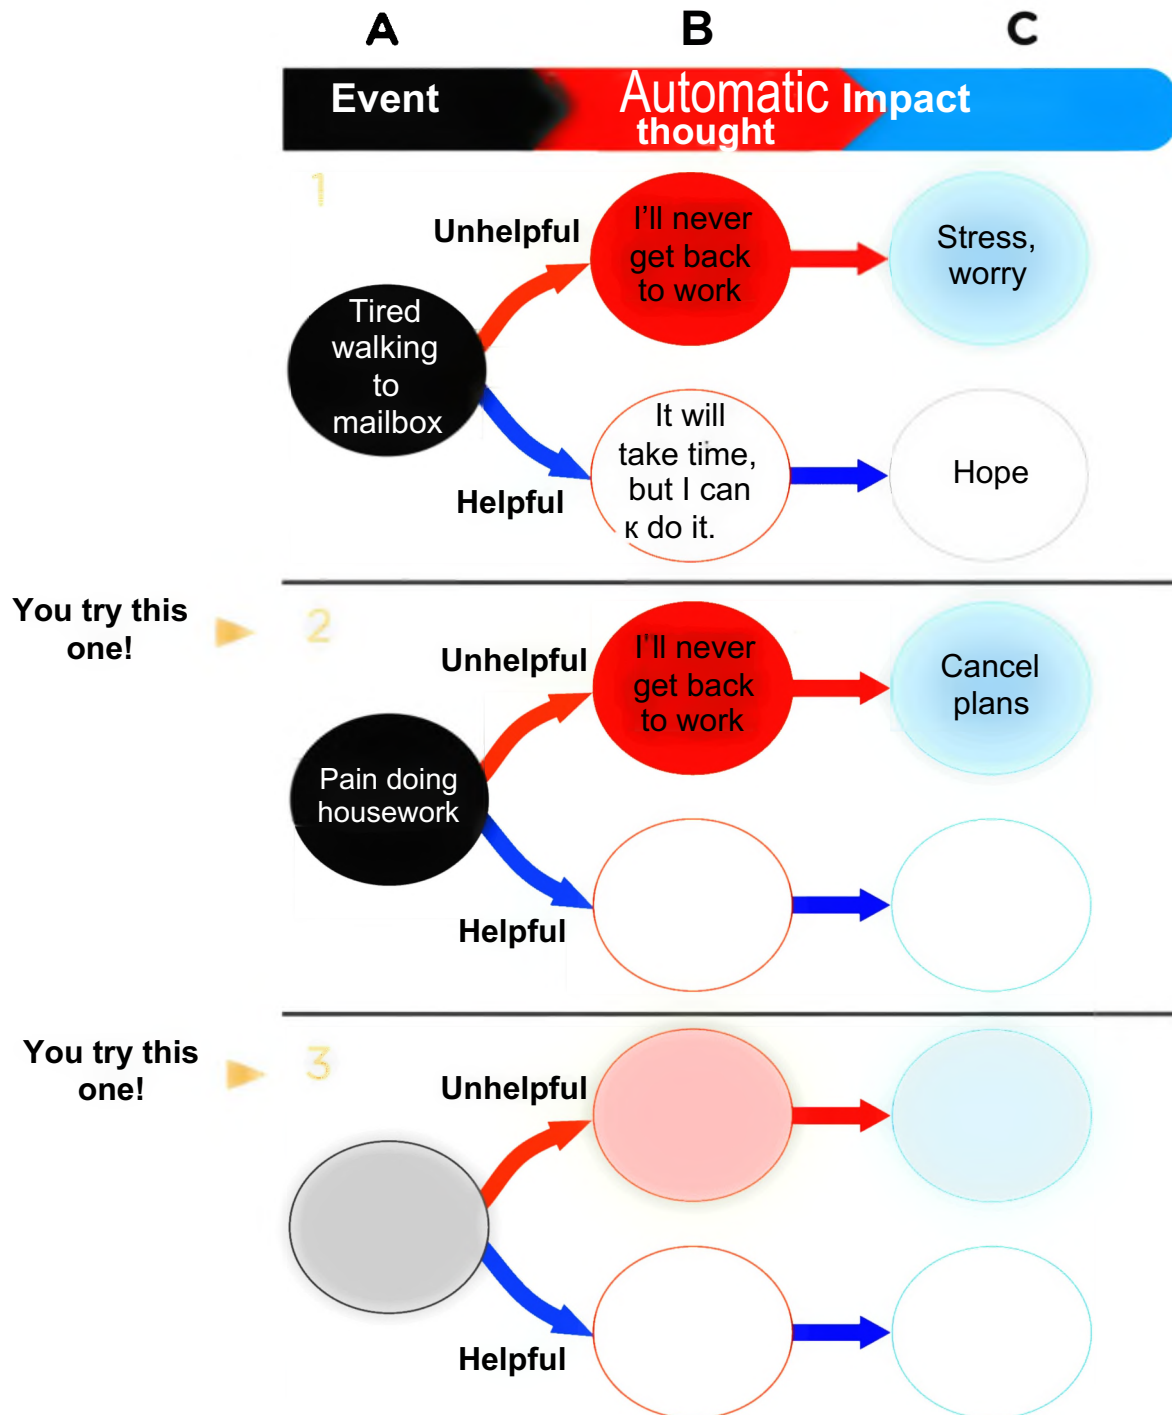 A B C
Event Automatic Impact
thought
1
Unhelpful
I'll never
get back
to work
Stress,
worry
Tired
walking
to
mailbox
Helpful
It will
take time,
but I can
к do it.
Hope
You try this
one!
2
Unhelpful
I'll never
get back
to work
Cancel
plans
Pain doing
housework
Helpful
You try this
one!
3
Unhelpful
Helpful